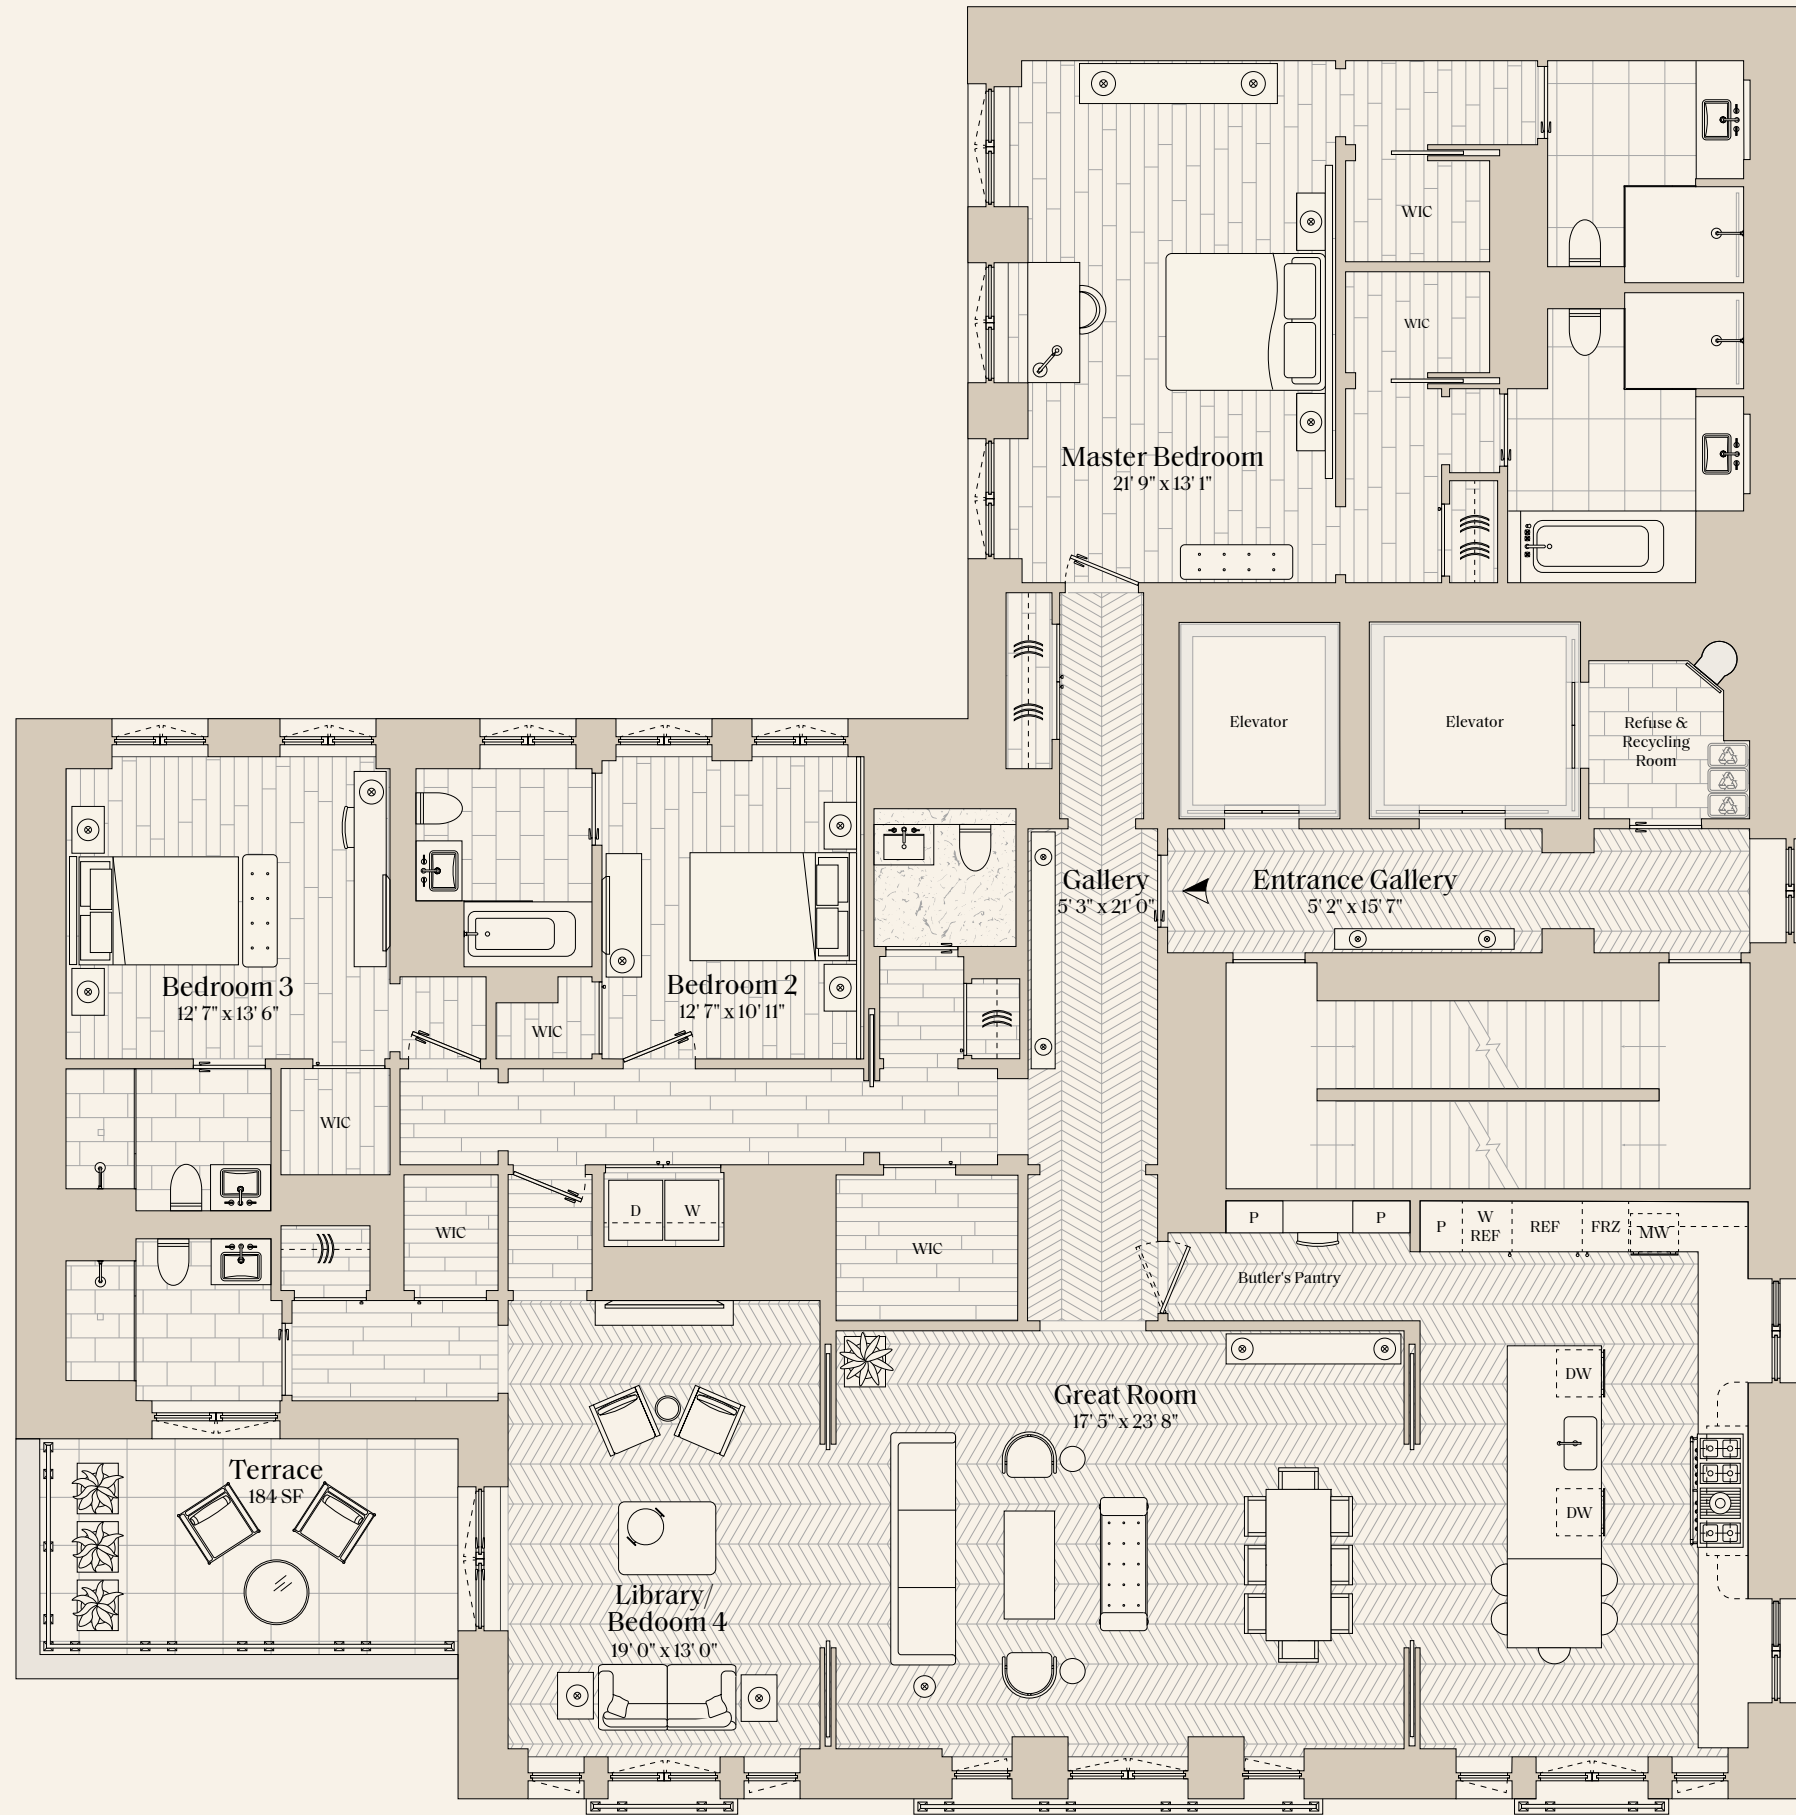 WIC
WIC
Master Bedroom
21' 9" x 13' 1"
Elevator
Elevator
Refuse &
Recycling
Room
Gallery
5' 3" x 21' 0"
Entrance Gallery
5' 2" x 15' 7"
Bedroom 3
12' 7" x 13' 6"
Bedroom 2
12' 7" x 10' 11"
WIC
WIC
WIC
D
W
WIC
P
P
P
W
REF
REF
FRZ
MW
Butler's Pantry
DW
Great Room
17' 5" x 23' 8"
Terrace
184 SF
DW
Library/
Bedoom 4
19' 0" x 13' 0"